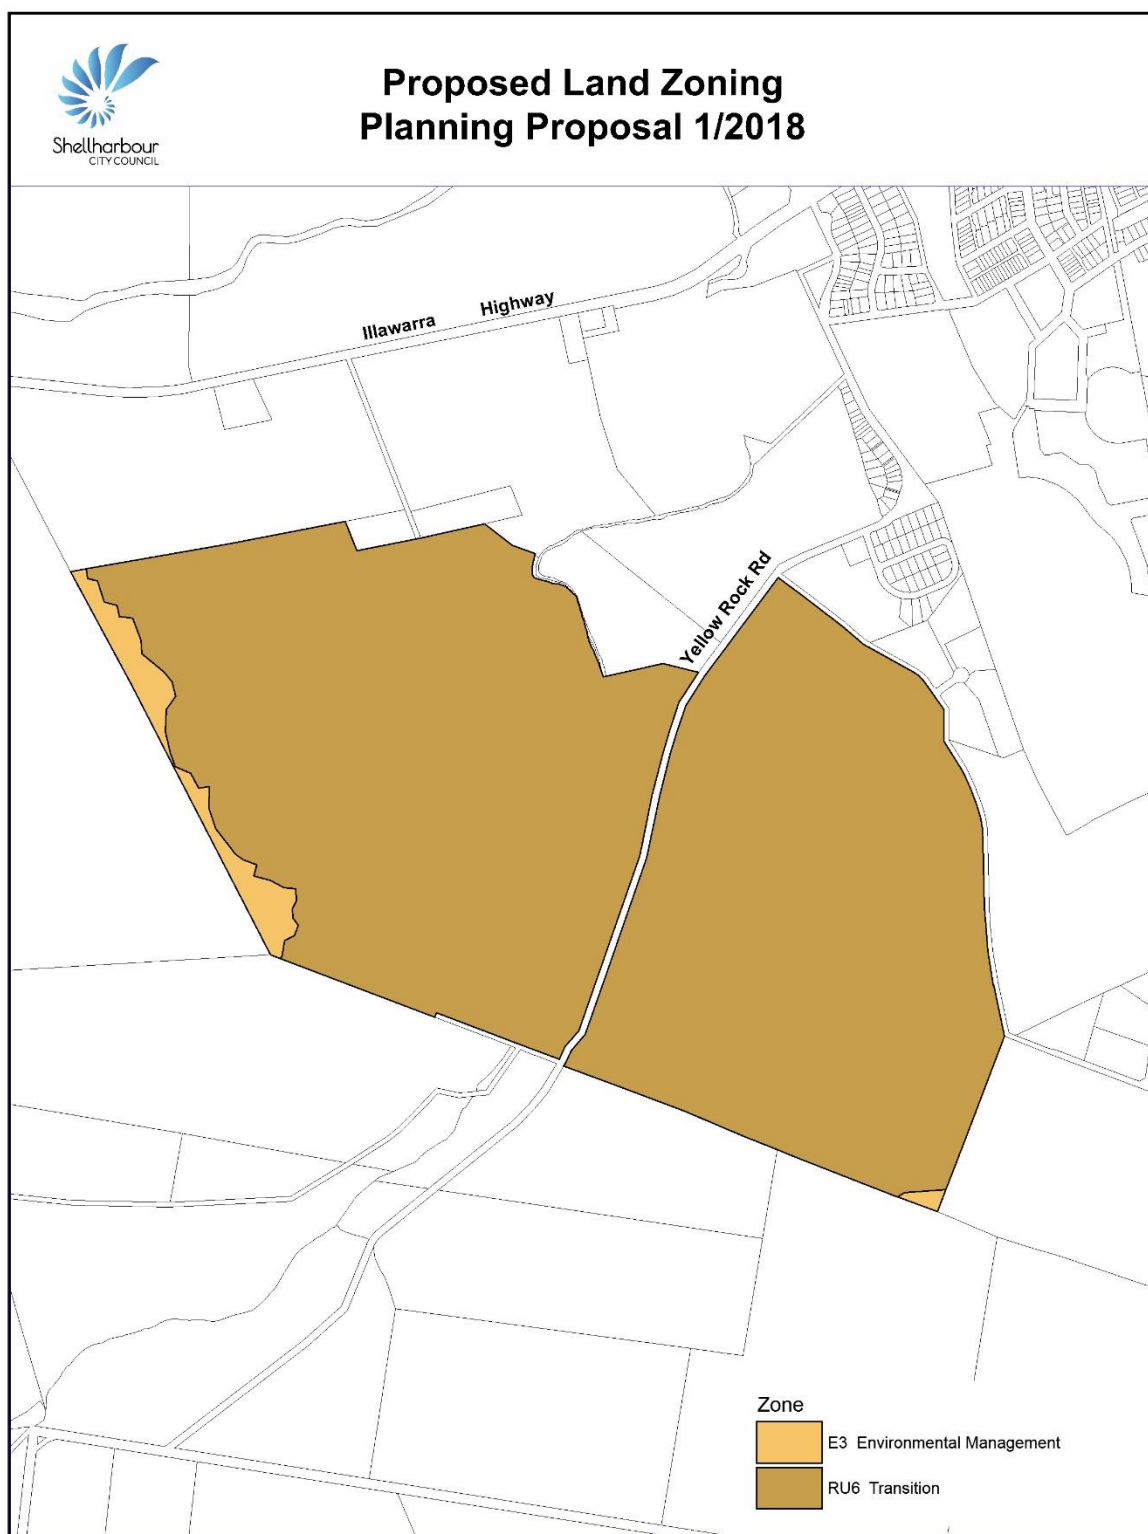 Shellharbour
CITY COUNCIL
Proposed Land Zoning
Planning Proposal 1/2018
Illawarra Highway
Yellow Rock Rd
Zone
E3 Environmental Management
RU6 Transition